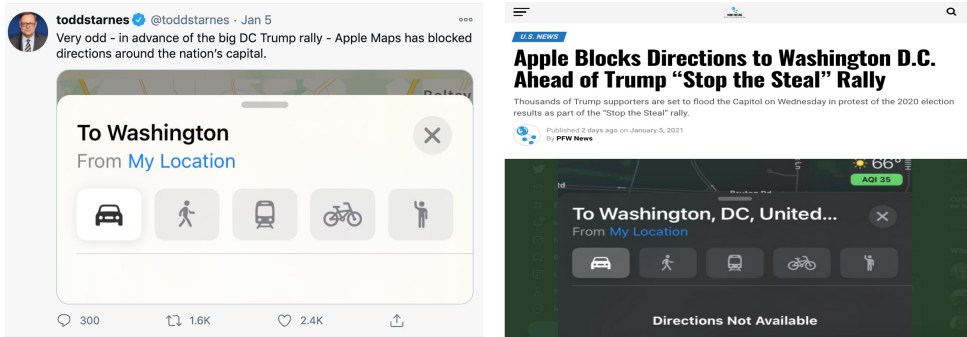 toddstarnes @toddstarnes · Jan 5
Very odd - in advance of the big DC Trump rally - Apple Maps has blocked
directions around the nation's capital.
To Washington
From My Location
300
1.6K
2.4K
U.S. NEWS
Apple Blocks Directions to Washington D.C.
Ahead of Trump “Stop the Steal” Rally
Thousands of Trump supporters are set to flood the Capitol on Wednesday in protest of the 2020 election
results as part of the "Stop the Steal" rally.
Published 2 days ago on January 5, 2021
By PFW News
66°
AQI 35
To Washington, DC, United...
From My Location
Directions Not Available